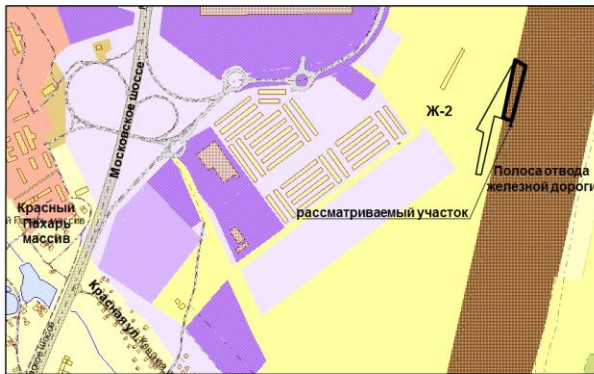 Московское шоссе
Ж-2
Полоса отвода
железной дороги
рассматриваемый участок
Красный
Пахарь
массив
Красная ул.